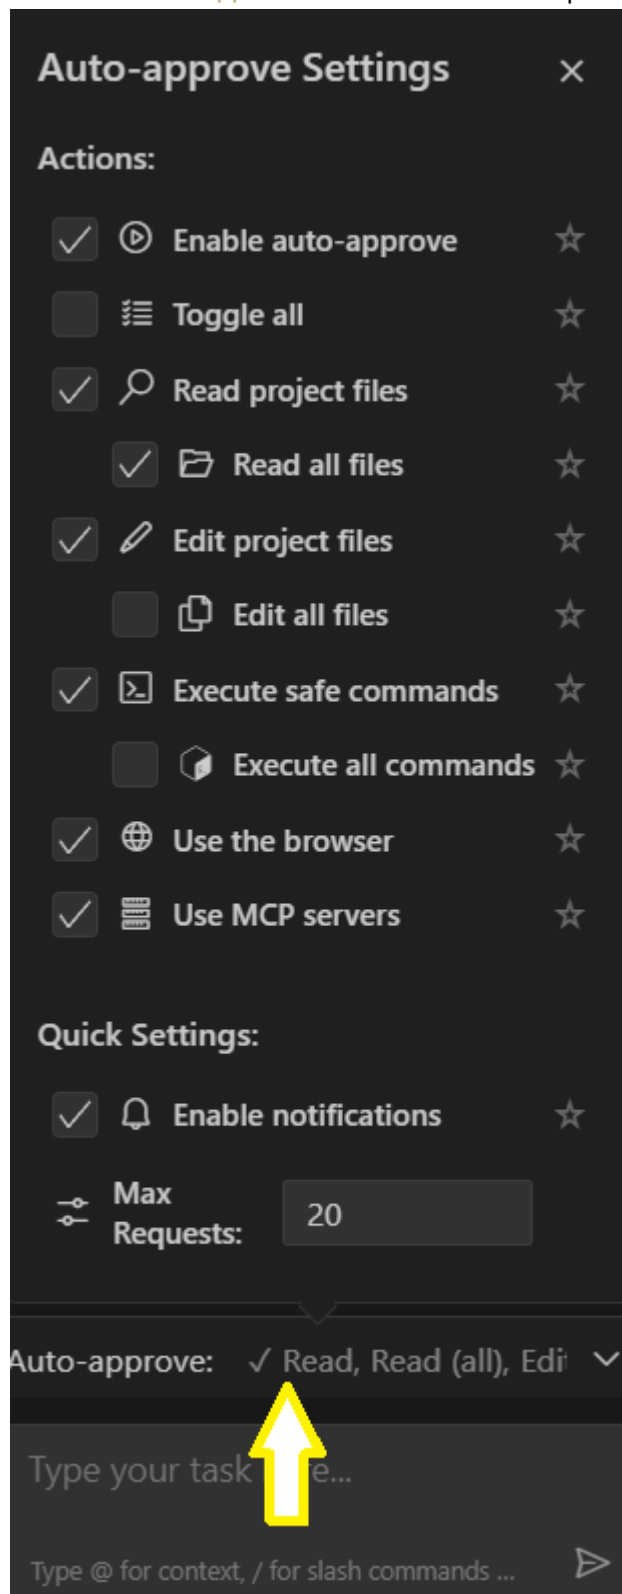 Auto-approve Settings
Actions:
Enable auto-approve
Toggle all
Read project files
Read all files
Edit project files
Edit all files
Execute safe commands
Execute all commands
Use the browser
Use MCP servers
Quick Settings:
Enable notifications
Max
Requests:
20
Auto-approve: ✓ Read, Read (all), Edi
Type your task
Type @ for context, / for slash commands ...